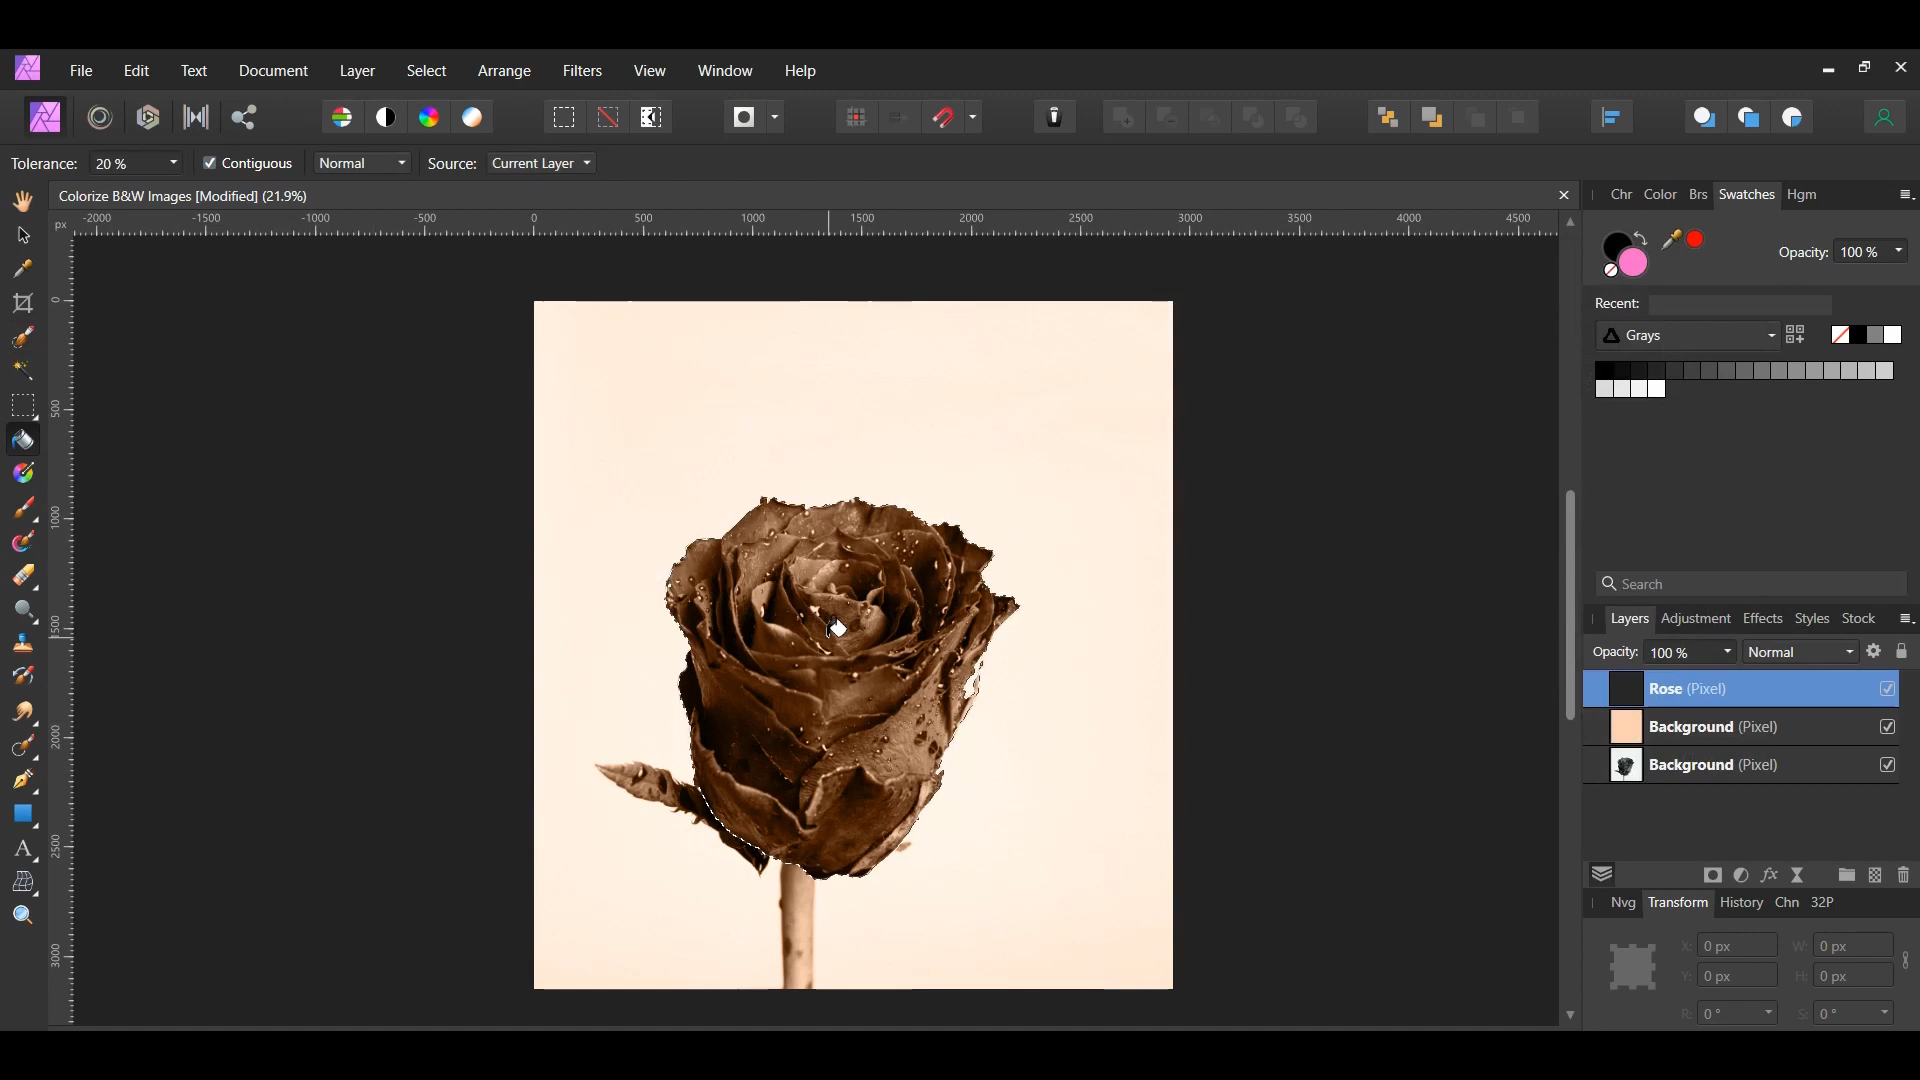 File Edit Text Document Layer Select Arrange Filters View Window Help
Tolerance: 20 % Contiguous Normal Source: Current Layer
Colorize B&W Images [Modified] (21.9%)
px -2000 -1500 -1000 -500 0 500 1000 1500 2000 2500 3000 3500 4000 4500
0
500
1000
1500
2000
2500
3000
Chr Color Brs Swatches Hgm
Opacity: 100 %
Recent:
Grays
Search
Layers Adjustment Effects Styles Stock
Opacity: 100 % Normal
Rose (Pixel)
Background (Pixel)
Background (Pixel)
fx
Nvg Transform History Chn 32P
X: 0 px W: 0 px
Y: 0 px H: 0 px
R: 0 ° S: 0 °